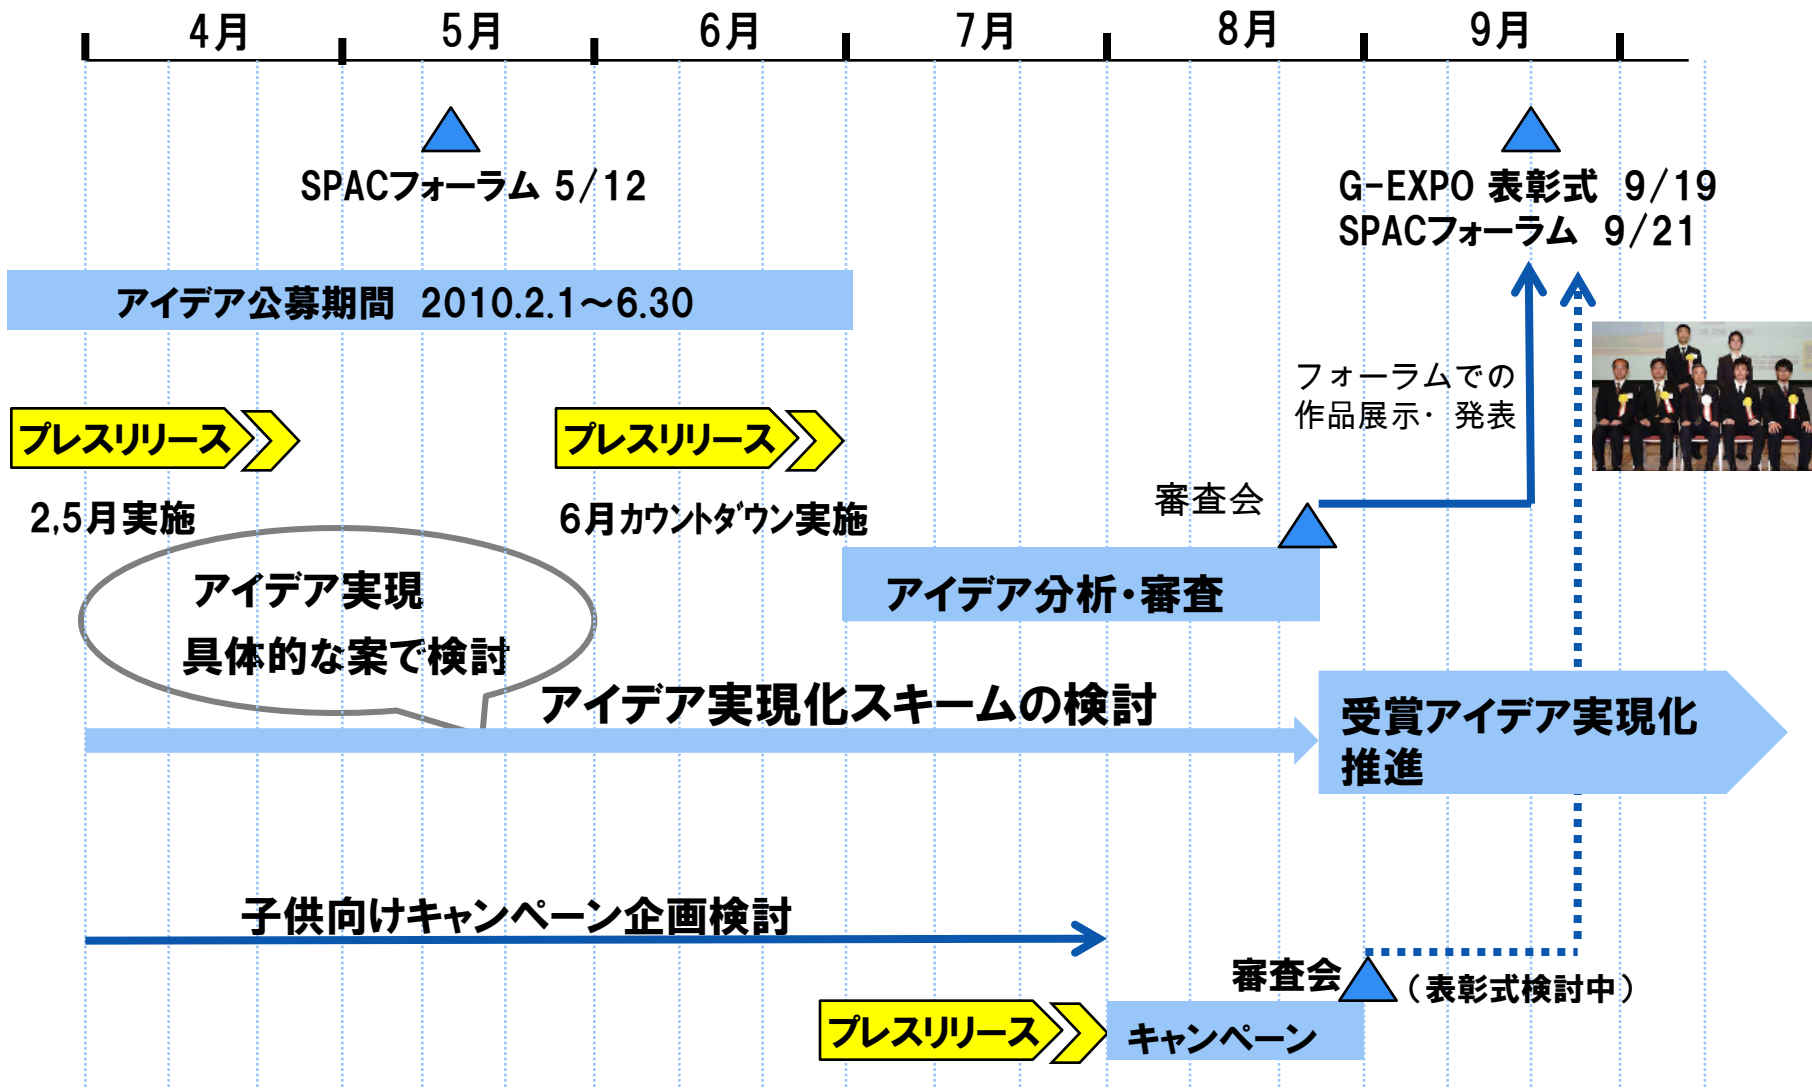 4月 5月 6月 7月 8月 9月
SPACフォーラム 5/12
G-EXPO 表彰式 9/19
SPACフォーラム 9/21
アイデア公募期間 2010.2.1～6.30
フォーラムでの
作品展示・発表
プレスリリース
プレスリリース
2,5月実施
6月カウントダウン実施
審査会
アイデア実現
具体的な案で検討
アイデア分析・審査
アイデア実現化スキームの検討
受賞アイデア実現化
推進
子供向けキャンペーン企画検討
審査会
（表彰式検討中）
プレスリリース
キャンペーン